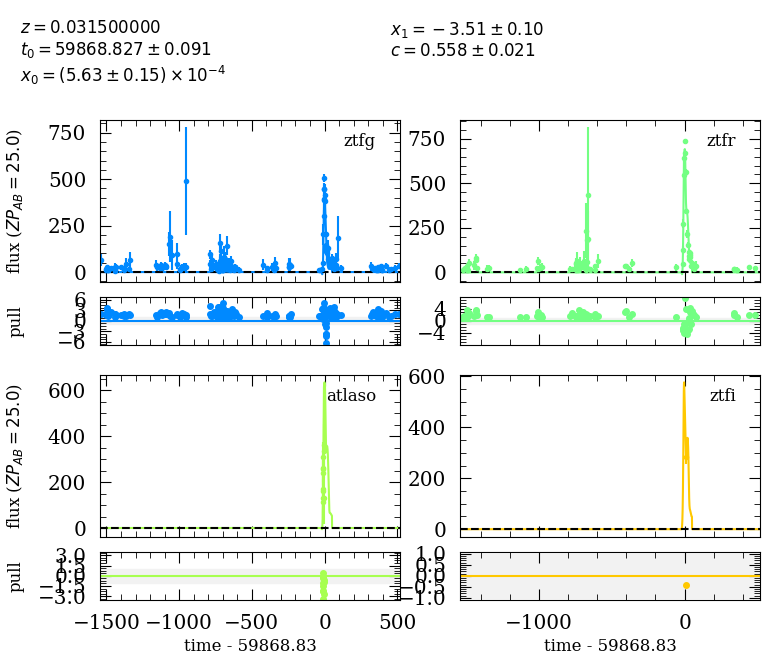 z = 0.031500000
t₀ = 59868.827 ± 0.091
x₀ = (5.63 ± 0.15) × 10⁻⁴
x₁ = −3.51 ± 0.10
c = 0.558 ± 0.021
ztfg
750
500
250
0
flux (ZP_AB = 25.0)
ztfr
750
500
250
0
6
3
0
−3
−6
pull
4
0
−4
atlaso
600
400
200
0
flux (ZP_AB = 25.0)
ztfi
600
400
200
0
3.0
1.5
0.0
−1.5
−3.0
pull
1.0
0.5
0.0
−0.5
−1.0
−1500 −1000 −500 0 500
time - 59868.83
−1000 0
time - 59868.83